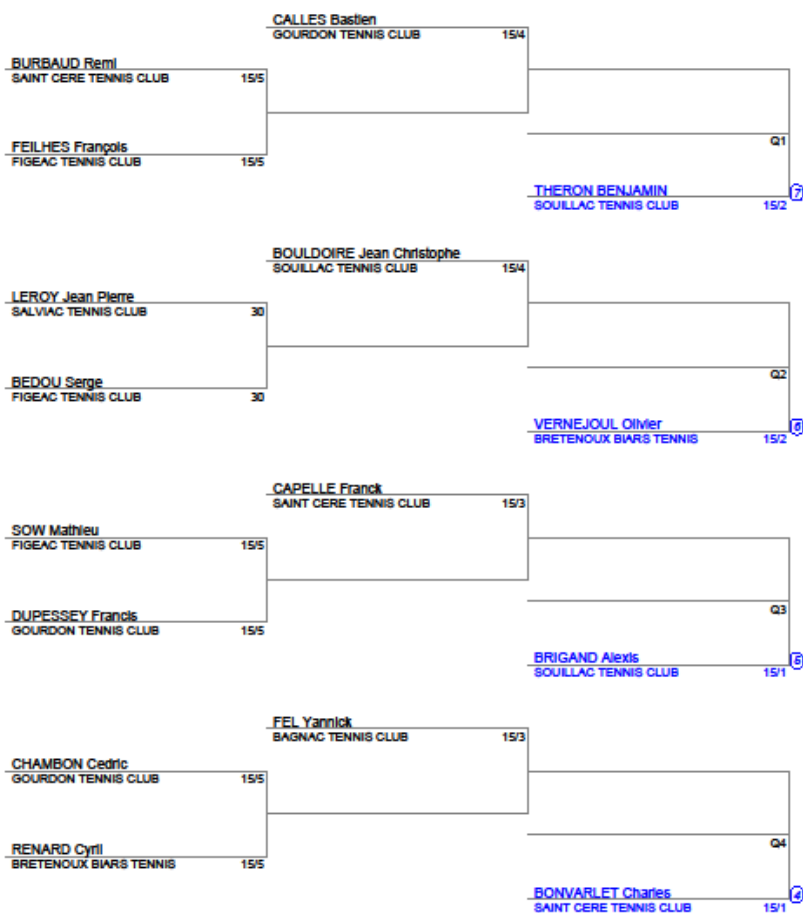 CALLES Bastien
GOURDON TENNIS CLUB 15/4
BURBAUD Remi
SAINT CERE TENNIS CLUB 15/5
FEILHES François
FIGEAC TENNIS CLUB 15/5
Q1
THERON BENJAMIN 7
SOUILLAC TENNIS CLUB 15/2
BOULDOIRE Jean Christophe
SOUILLAC TENNIS CLUB 15/4
LEROY Jean Pierre
SALVIAC TENNIS CLUB 30
BEDOU Serge
FIGEAC TENNIS CLUB 30
Q2
VERNEJOUL Olivier 6
BRETENOUX BIARS TENNIS 15/2
CAPELLE Franck
SAINT CERE TENNIS CLUB 15/3
SOW Mathieu
FIGEAC TENNIS CLUB 15/5
DUPESSEY Francis
GOURDON TENNIS CLUB 15/5
Q3
BRIGAND Alexis 5
SOUILLAC TENNIS CLUB 15/1
FEL Yannick
BAGNAC TENNIS CLUB 15/3
CHAMBON Cedric
GOURDON TENNIS CLUB 15/5
RENARD Cyril
BRETENOUX BIARS TENNIS 15/5
Q4
BONVARLET Charles 4
SAINT CERE TENNIS CLUB 15/1